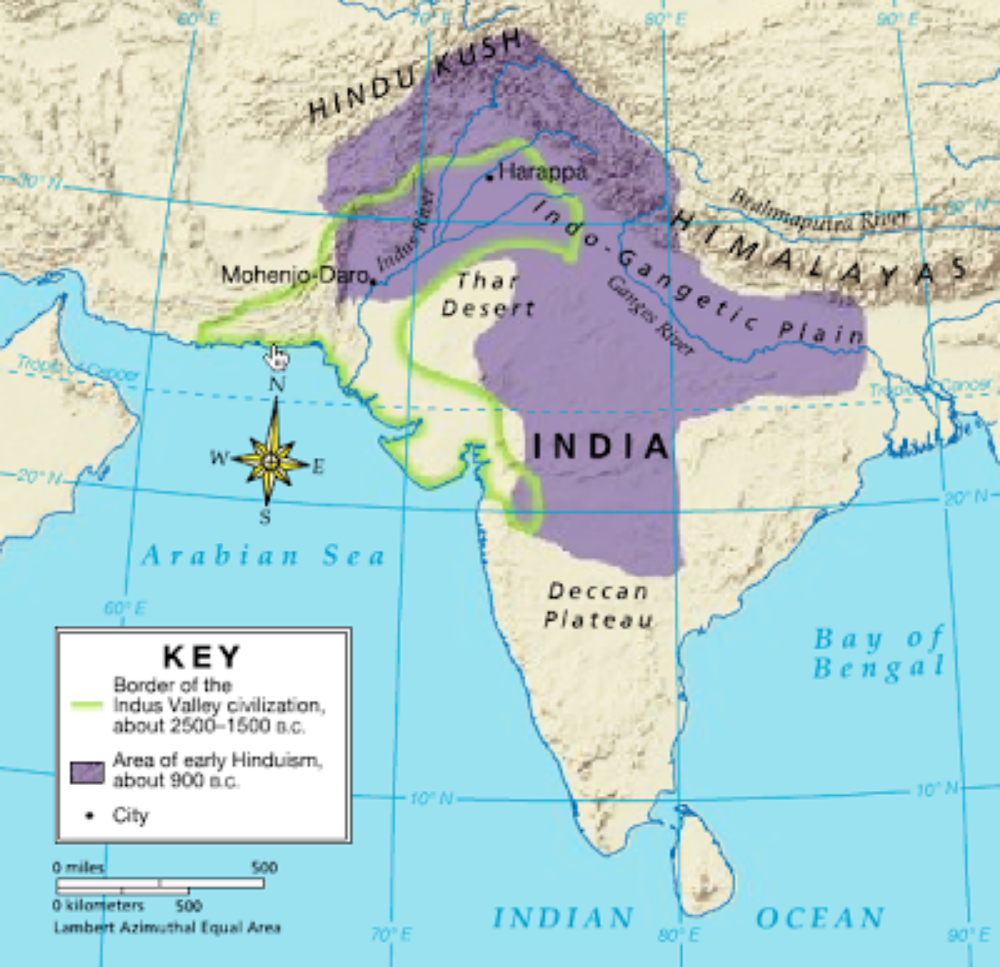 60° E
70° E
80° E
90° E
HINDU KUSH
30° N
Harappa
Indus River
Mohenjo-Daro
Indo-Gangetic Plain
Brahmaputra River
30° N
HIMALAYAS
Thar
Desert
Ganges River
Tropic of Cancer
Tropic of Cancer
N
W
E
S
INDIA
20° N
20° N
Arabian Sea
Deccan
Plateau
60° E
Bay of
Bengal
KEY
Border of the
Indus Valley civilization,
about 2500–1500 B.C.
Area of early Hinduism,
about 900 B.C.
City
10° N
10° N
0 miles 500
0 kilometers 500
Lambert Azimuthal Equal Area
INDIAN OCEAN
70° E
80° E
90° E